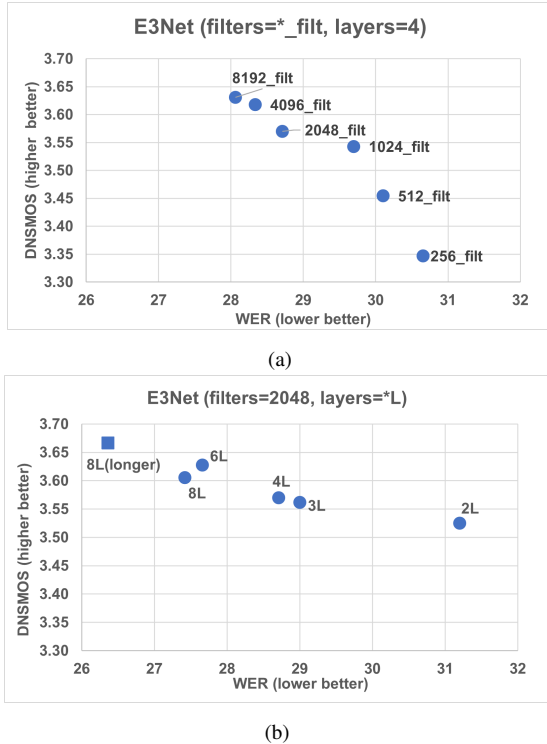 E3Net (filters=*_filt, layers=4)
3.70
3.65
3.60
3.55
3.50
3.45
3.40
3.35
3.30
DNSMOS (higher better)
8192_filt
4096_filt
2048_filt
1024_filt
512_filt
256_filt
26 27 28 29 30 31 32
WER (lower better)
(a)
E3Net (filters=2048, layers=*L)
3.70
3.65
3.60
3.55
3.50
3.45
3.40
3.35
3.30
DNSMOS (higher better)
8L(longer)
6L
8L
4L
3L
2L
26 27 28 29 30 31 32
WER (lower better)
(b)